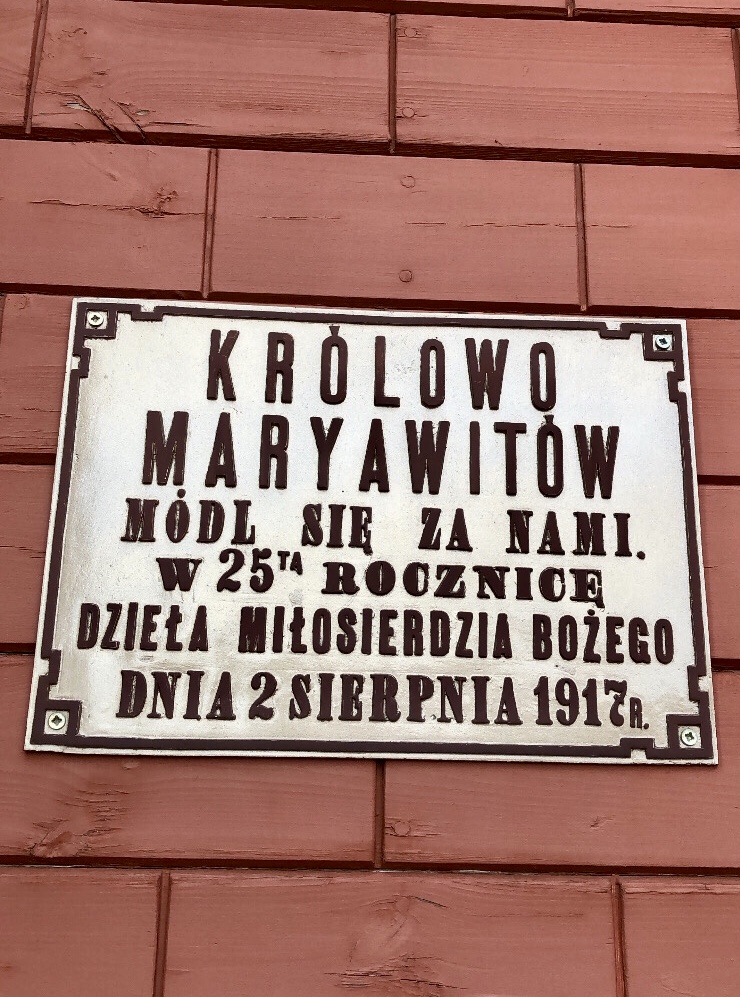 KRÓLOWO
MARYAWITÓW
MÓDL SIĘ ZA NAMI.
W 25TA ROCZNICĘ
DZIEŁA MIŁOSIERDZIA BOŻEGO
DNIA 2 SIERPNIA 1917R.